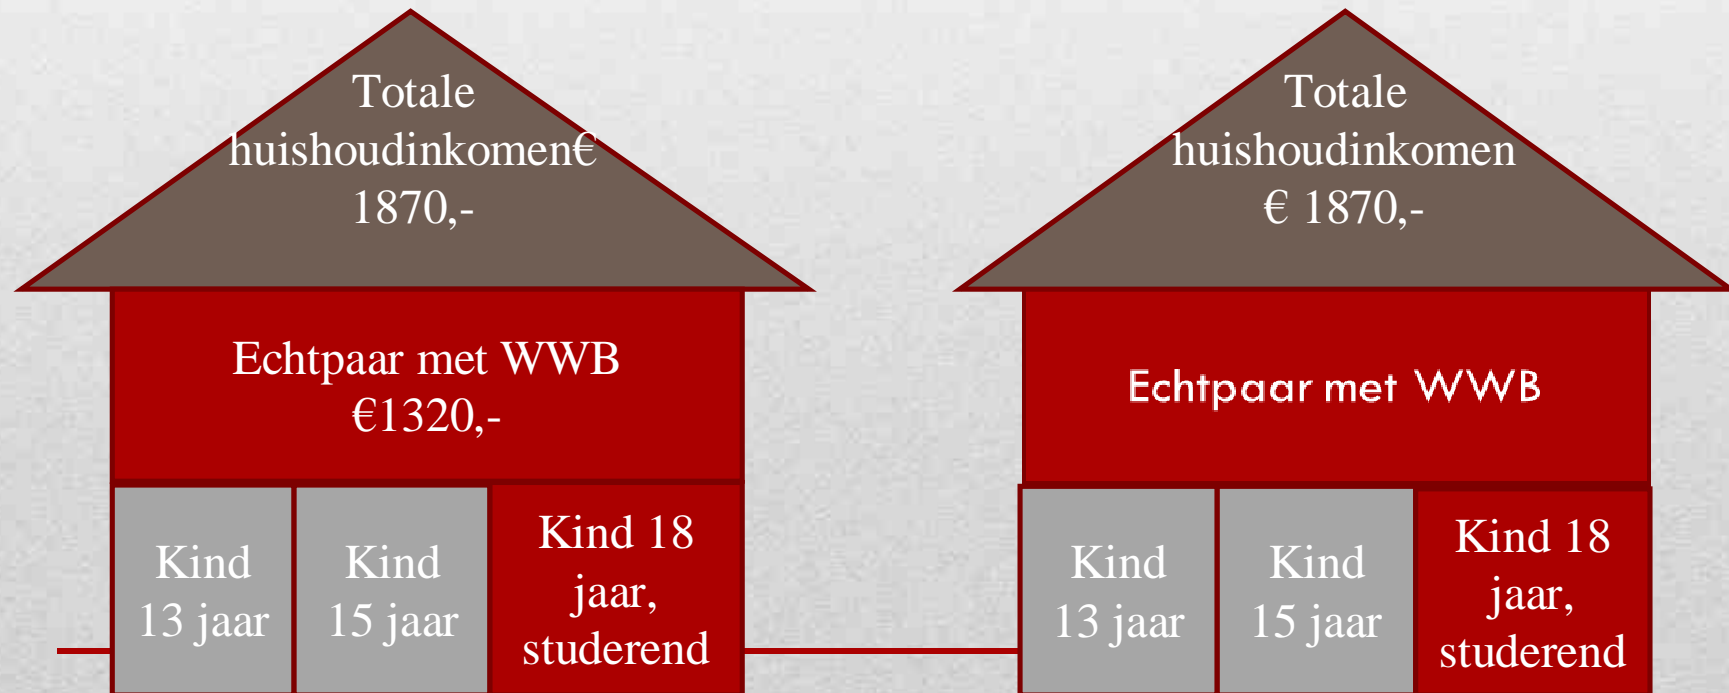 Totale
huishoudinkomen€
1870,-
Echtpaar met WWB
€1320,-
Kind
13 jaar
Kind
15 jaar
Kind 18
jaar,
studerend
Totale
huishoudinkomen
€ 1870,-
Echtpaar met WWB
Kind
13 jaar
Kind
15 jaar
Kind 18
jaar,
studerend